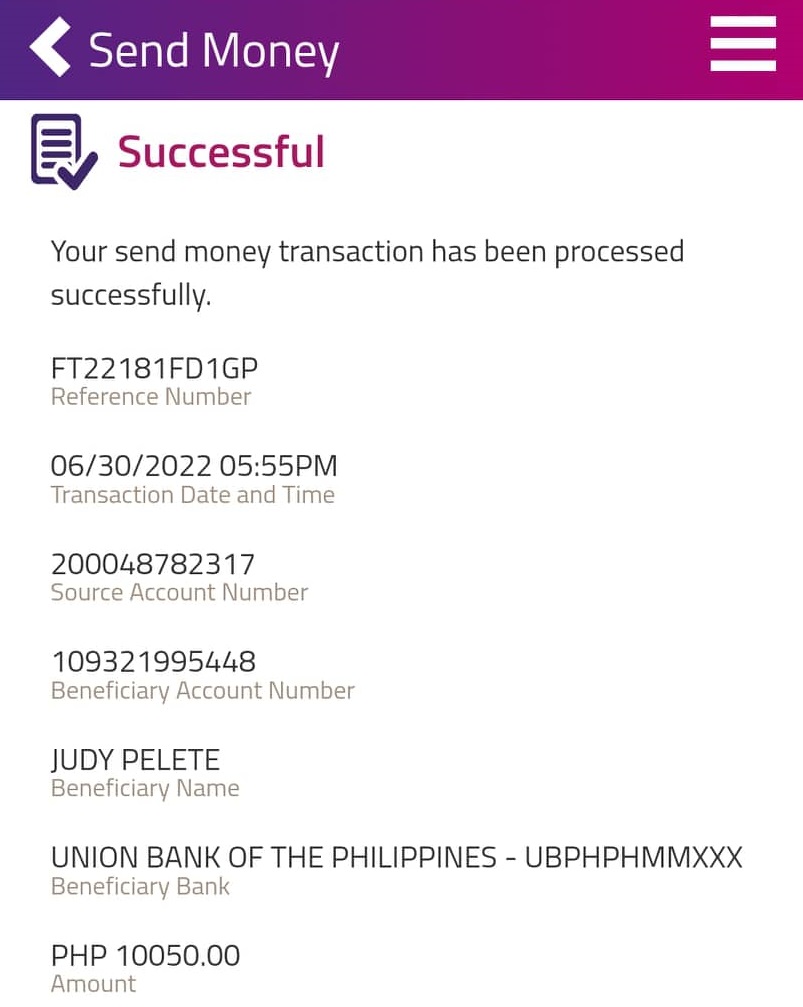 Send Money
Successful
Your send money transaction has been processed
successfully.
FT22181FD1GP
Reference Number
06/30/2022 05:55PM
Transaction Date and Time
200048782317
Source Account Number
109321995448
Beneficiary Account Number
JUDY PELETE
Beneficiary Name
UNION BANK OF THE PHILIPPINES - UBPHPHMMXXX
Beneficiary Bank
PHP 10050.00
Amount